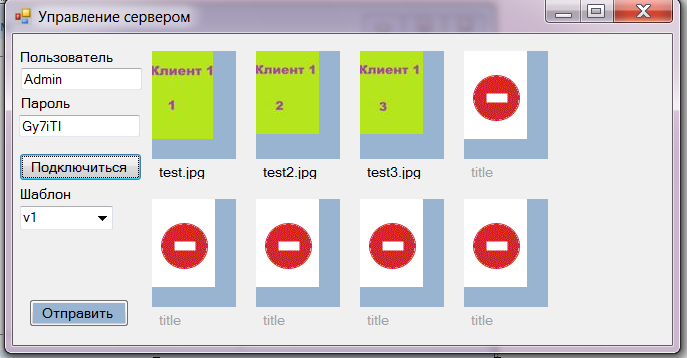 Управление сервером
Пользователь
Admin
Пароль
Gy7iTl
Подключиться
Шаблон
v1
Отправить
Клиент 1
1
test.jpg
Клиент 1
2
test2.jpg
Клиент 1
3
test3.jpg
title
title
title
title
title